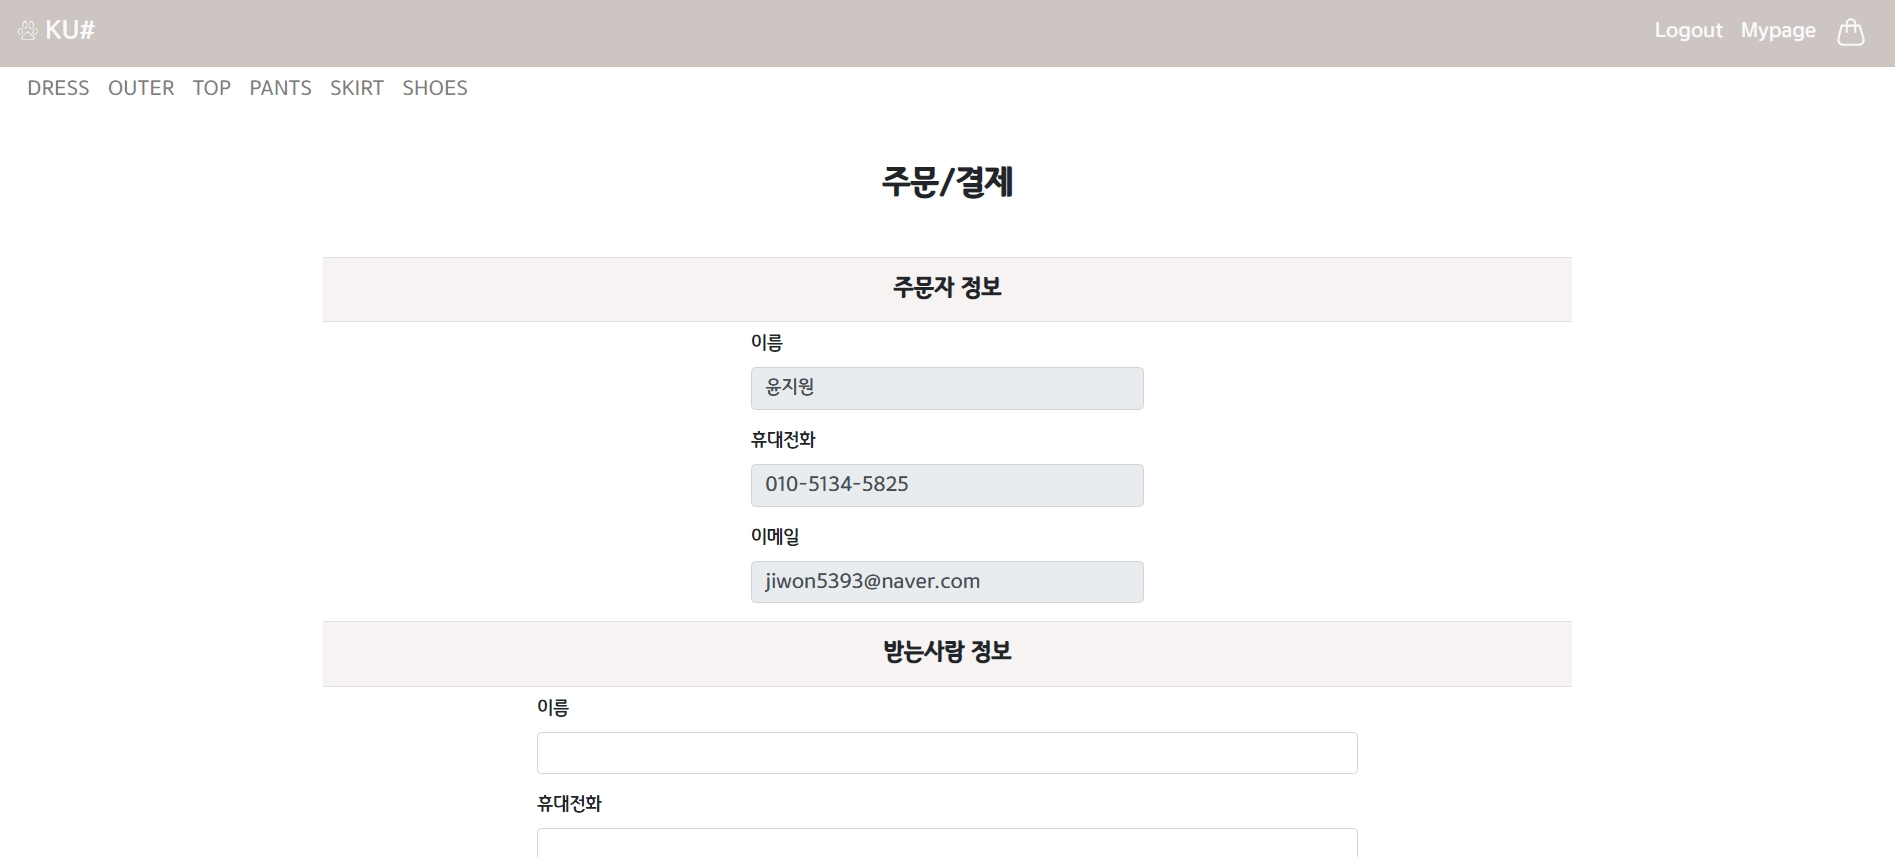 KU# Logout Mypage
DRESS OUTER TOP PANTS SKIRT SHOES
주문/결제
주문자 정보
이름
윤지원
휴대전화
010-5134-5825
이메일
jiwon5393@naver.com
받는사람 정보
이름
휴대전화